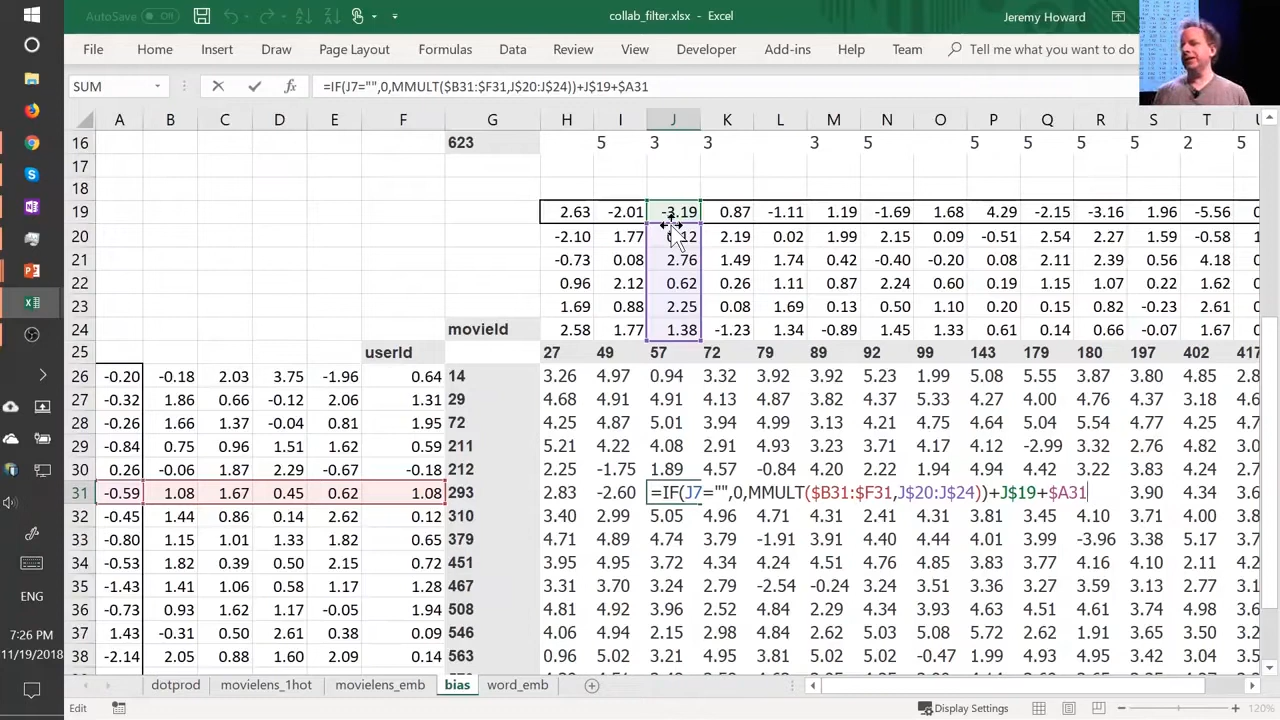 AutoSave Off collab_filter.xlsx - Excel Jeremy Howard
File Home Insert Draw Page Layout Formulas Data Review View Developer Add-ins Help Team Tell me what you want to do
SUM fx =IF(J7="",0,MMULT($B31:$F31,J$20:J$24))+J$19+$A31
A B C D E F G H I J K L M N O P Q R S T U
16 623 5 3 3 3 5 5 5 5 5 2 5
17
18
19 2.63 -2.01 0.87 -1.11 1.19 -1.69 1.68 4.29 -2.15 -3.16 1.96 -5.56
20 -2.10 1.77 2.19 0.02 1.99 2.15 0.09 -0.51 2.54 2.27 1.59 -0.58
21 -0.73 0.08 2.76 1.49 1.74 0.42 -0.40 -0.20 0.08 2.11 2.39 0.56 4.18
22 0.96 2.12 0.62 0.26 1.11 0.87 2.24 0.60 0.19 1.15 1.07 0.22 1.62
23 1.69 0.88 2.25 0.08 1.69 0.13 0.50 1.10 0.20 0.15 0.82 -0.23 2.61
24 movieId 2.58 1.77 1.38 -1.23 1.34 -0.89 1.45 1.33 0.61 0.14 0.66 -0.07 1.67
25 userId 27 49 57 72 79 89 92 99 143 179 180 197 402 417
26 -0.20 -0.18 2.03 3.75 -1.96 0.64 14 3.26 4.97 0.94 3.32 3.92 3.92 5.23 1.99 5.08 5.55 3.87 3.80 4.85 2.8
27 -0.32 1.86 0.66 -0.12 2.06 1.31 29 4.68 4.91 4.91 4.13 4.87 3.82 4.37 5.33 4.27 4.00 4.76 4.37 3.18 4.6
28 -0.26 1.66 1.37 -0.04 0.81 1.95 72 4.25 4.87 5.01 3.94 4.99 3.13 4.21 4.75 4.64 5.04 5.54 4.77 4.25 4.7
29 -0.84 0.75 0.96 1.51 1.62 0.59 211 5.21 4.22 4.08 2.91 4.93 3.23 3.71 4.17 4.12 -2.99 3.32 2.76 4.82 3.0
30 0.26 -0.06 1.87 2.29 -0.67 -0.18 212 2.25 -1.75 1.89 4.57 -0.84 4.20 2.22 1.94 4.94 4.42 3.22 3.83 4.24 2.7
31 -0.59 1.08 1.67 0.45 0.62 1.08 293 2.83 -2.60 =IF(J7="",0,MMULT($B31:$F31,J$20:J$24))+J$19+$A31 3.90 4.34 3.6
32 -0.45 1.44 0.86 0.14 2.62 0.12 310 3.40 2.99 5.05 4.96 4.71 4.31 2.41 4.31 3.81 3.45 4.10 3.71 4.00 3.8
33 -0.80 1.15 1.01 1.33 1.82 0.65 379 4.71 4.89 4.74 3.79 -1.91 3.91 4.40 4.44 4.01 3.99 -3.96 3.38 5.17 3.7
34 -0.53 1.82 0.35 0.50 2.15 0.72 451 4.95 4.92 3.72 4.34 4.24 4.51 4.76 4.85 4.33 3.77 4.16 4.10 2.11 4.2
35 -1.43 1.41 1.06 0.58 1.17 1.28 467 3.31 3.70 3.24 2.79 -2.54 -0.24 3.24 3.51 3.36 3.27 3.59 3.13 2.77 3.1
36 -0.73 0.93 1.62 1.17 -0.05 1.94 508 4.81 4.92 3.96 2.52 4.84 2.29 4.34 3.93 4.63 4.51 4.61 3.74 4.98 3.6
37 1.43 -0.31 0.50 2.61 0.38 0.09 546 4.06 4.94 2.15 2.98 4.84 2.62 5.03 5.08 5.72 2.62 1.91 3.65 3.50 3.2
38 -2.14 2.05 0.88 1.60 2.09 0.14 563 0.96 5.02 3.21 4.95 3.81 5.02 5.02 -0.47 1.99 4.93 4.95 3.42 3.04 3.5
ENG
7:26 PM
11/19/2018
dotprod movielens_1hot movielens_emb bias word_emb
Edit Display Settings 120%